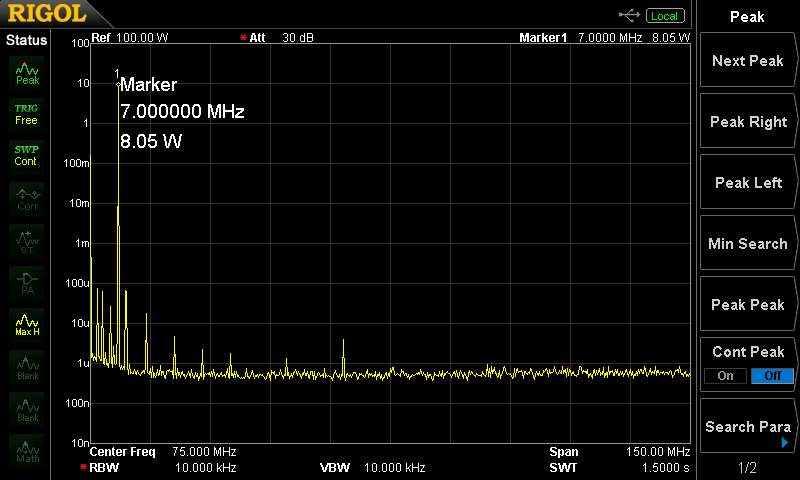 RIGOL
Local
Peak
Status
Ref 100.00 W
* Att 30 dB
Marker1 7.0000 MHz 8.05 W
Peak
TRIG
Free
SWP
Cont
Corr
S.T.
PA
Max H
Blank
Blank
Math
100
10
1
100m
10m
1m
100u
10u
1u
100n
10n
1
Marker
7.000000 MHz
8.05 W
Center Freq 75.000 MHz
Span 150.00 MHz
* RBW 10.000 kHz
VBW 10.000 kHz
SWT 1.5000 s
Next Peak
Peak Right
Peak Left
Min Search
Peak Peak
Cont Peak
On Off
Search Para
1/2